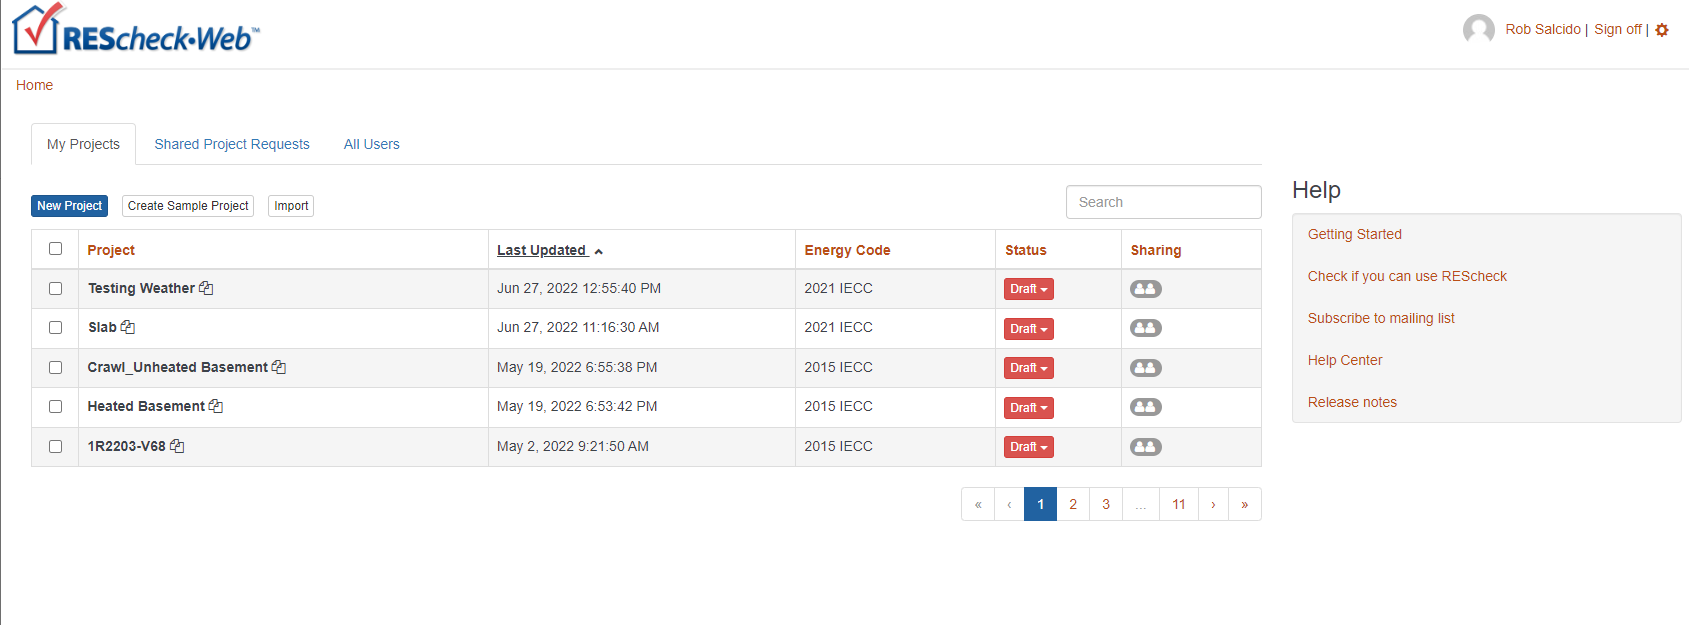 REScheck•Web™
Rob Salcido | Sign off |
Home
My Projects Shared Project Requests All Users
New Project Create Sample Project Import Search
Project Last Updated Energy Code Status Sharing
Testing Weather Jun 27, 2022 12:55:40 PM 2021 IECC Draft
Slab Jun 27, 2022 11:16:30 AM 2021 IECC Draft
Crawl_Unheated Basement May 19, 2022 6:55:38 PM 2015 IECC Draft
Heated Basement May 19, 2022 6:53:42 PM 2015 IECC Draft
1R2203-V68 May 2, 2022 9:21:50 AM 2015 IECC Draft
« ‹ 1 2 3 ... 11 › »
Help
Getting Started
Check if you can use REScheck
Subscribe to mailing list
Help Center
Release notes